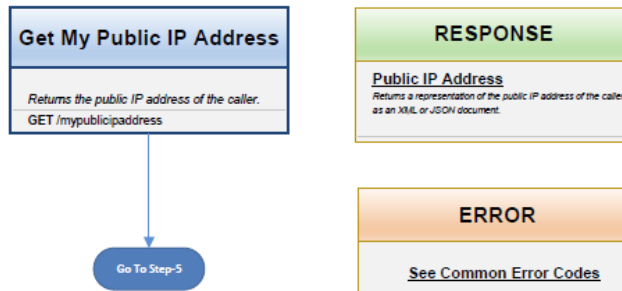 Get My Public IP Address
Returns the public IP address of the caller.
GET /mypublicipaddress
Go To Step-5
RESPONSE
Public IP Address
Returns a representation of the public IP address of the caller
as an XML or JSON document.
ERROR
See Common Error Codes